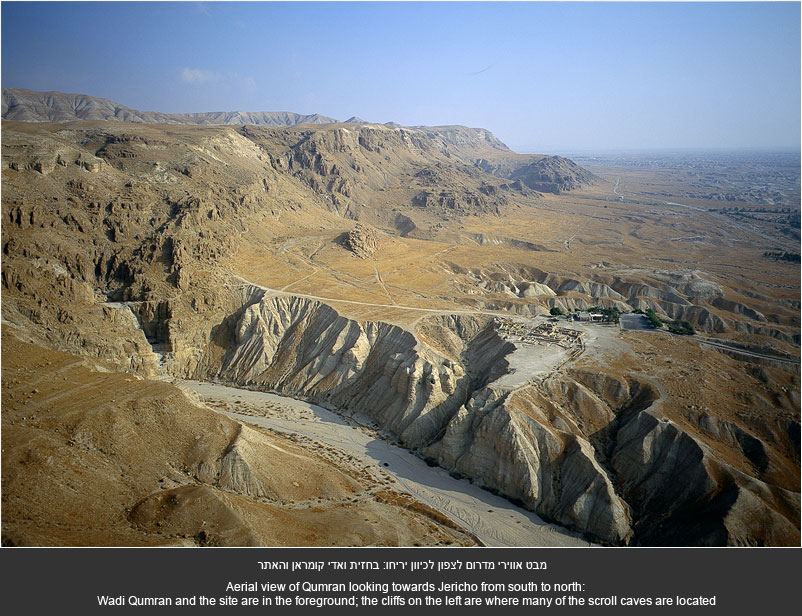 מבט אווירי מדרום לצפון לכיוון יריחו: בחזית ואדי קומראן והאתר
Aerial view of Qumran looking towards Jericho from south to north:
Wadi Qumran and the site are in the foreground; the cliffs on the left are where many of the scroll caves are located